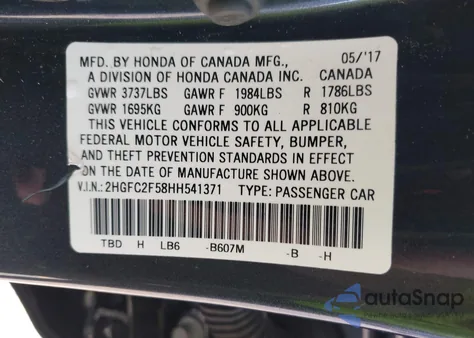 MFD. BY HONDA OF CANADA MFG., 05/'17
A DIVISION OF HONDA CANADA INC. CANADA
GVWR 3737LBS GAWR F 1984LBS R 1786LBS
GVWR 1695KG GAWR F 900KG R 810KG
THIS VEHICLE CONFORMS TO ALL APPLICABLE
FEDERAL MOTOR VEHICLE SAFETY, BUMPER,
AND THEFT PREVENTION STANDARDS IN EFFECT
ON THE DATE OF MANUFACTURE SHOWN ABOVE.
V.I.N: 2HGFC2F58HH541371 TYPE: PASSENGER CAR
TBD H LB6 -B607M -B -H
autoSnap